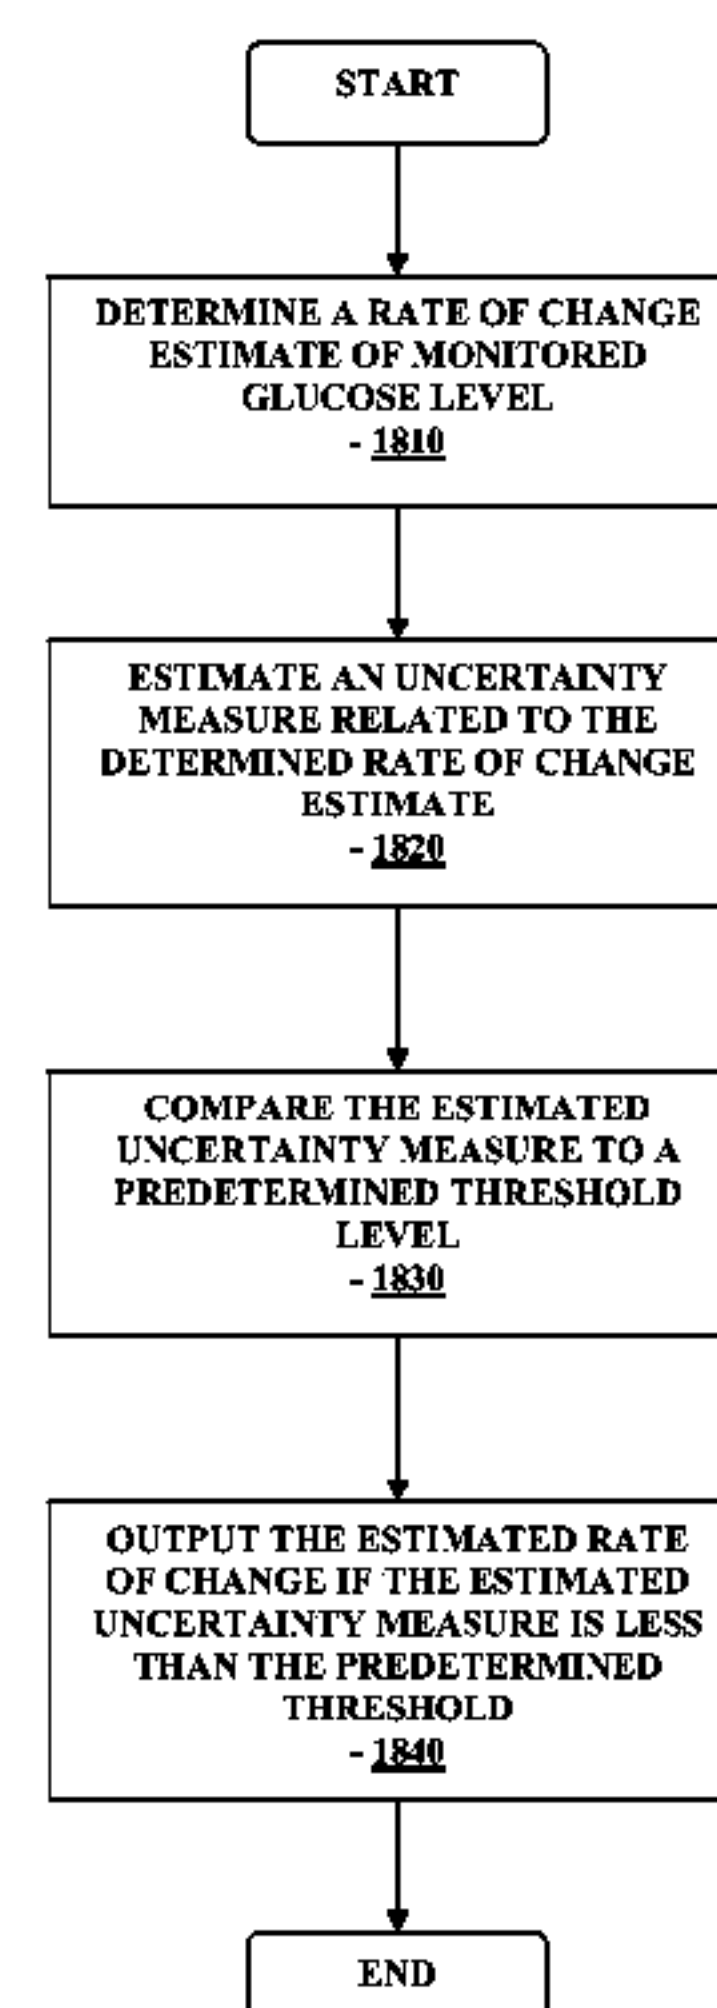 START
DETERMINE A RATE OF CHANGE
ESTIMATE OF MONITORED
GLUCOSE LEVEL
- 1810
ESTIMATE AN UNCERTAINTY
MEASURE RELATED TO THE
DETERMINED RATE OF CHANGE
ESTIMATE
- 1820
COMPARE THE ESTIMATED
UNCERTAINTY MEASURE TO A
PREDETERMINED THRESHOLD
LEVEL
- 1830
OUTPUT THE ESTIMATED RATE
OF CHANGE IF THE ESTIMATED
UNCERTAINTY MEASURE IS LESS
THAN THE PREDETERMINED
THRESHOLD
- 1840
END